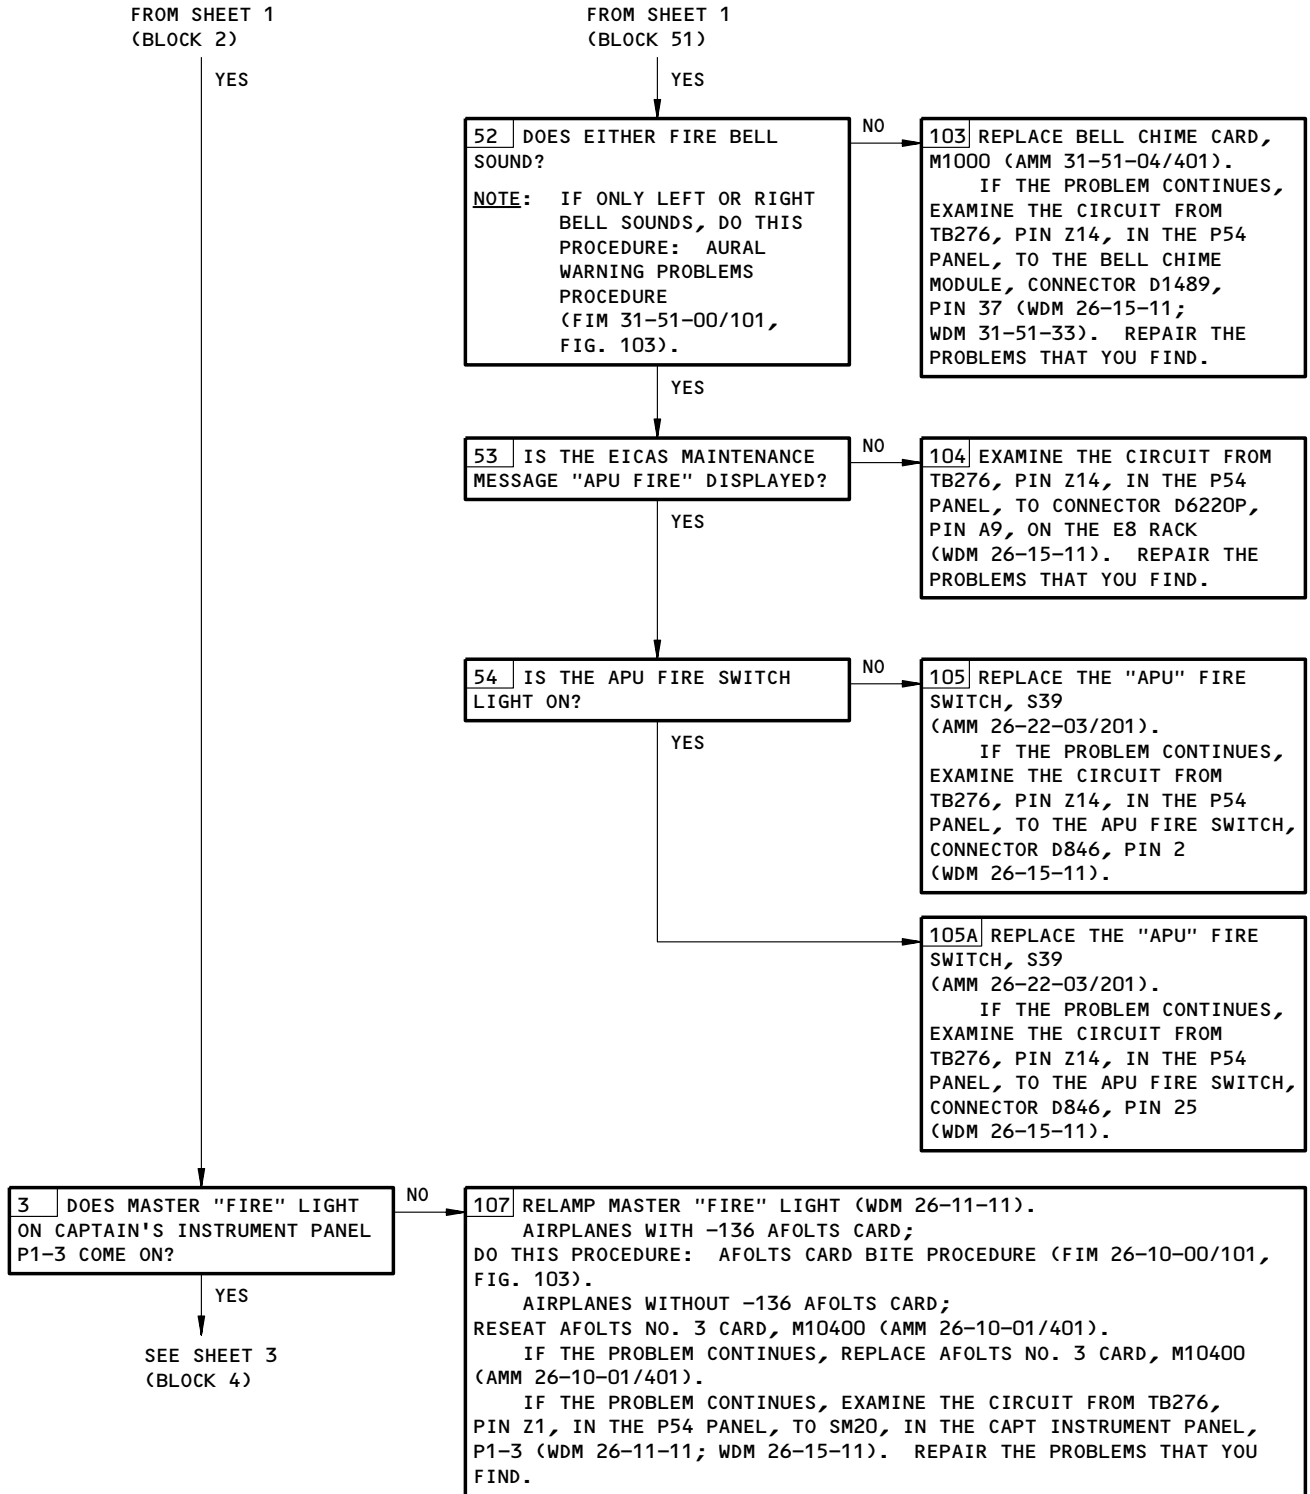 FROM SHEET 1
(BLOCK 2)
YES
FROM SHEET 1
(BLOCK 51)
YES
52 DOES EITHER FIRE BELL
SOUND?
NOTE: IF ONLY LEFT OR RIGHT
BELL SOUNDS, DO THIS
PROCEDURE: AURAL
WARNING PROBLEMS
PROCEDURE
(FIM 31-51-00/101,
FIG. 103).
NO
103 REPLACE BELL CHIME CARD,
M1000 (AMM 31-51-04/401).
IF THE PROBLEM CONTINUES,
EXAMINE THE CIRCUIT FROM
TB276, PIN Z14, IN THE P54
PANEL, TO THE BELL CHIME
MODULE, CONNECTOR D1489,
PIN 37 (WDM 26-15-11;
WDM 31-51-33). REPAIR THE
PROBLEMS THAT YOU FIND.
YES
53 IS THE EICAS MAINTENANCE
MESSAGE "APU FIRE" DISPLAYED?
NO
104 EXAMINE THE CIRCUIT FROM
TB276, PIN Z14, IN THE P54
PANEL, TO CONNECTOR D6220P,
PIN A9, ON THE E8 RACK
(WDM 26-15-11). REPAIR THE
PROBLEMS THAT YOU FIND.
YES
54 IS THE APU FIRE SWITCH
LIGHT ON?
NO
105 REPLACE THE "APU" FIRE
SWITCH, S39
(AMM 26-22-03/201).
IF THE PROBLEM CONTINUES,
EXAMINE THE CIRCUIT FROM
TB276, PIN Z14, IN THE P54
PANEL, TO THE APU FIRE SWITCH,
CONNECTOR D846, PIN 2
(WDM 26-15-11).
YES
105A REPLACE THE "APU" FIRE
SWITCH, S39
(AMM 26-22-03/201).
IF THE PROBLEM CONTINUES,
EXAMINE THE CIRCUIT FROM
TB276, PIN Z14, IN THE P54
PANEL, TO THE APU FIRE SWITCH,
CONNECTOR D846, PIN 25
(WDM 26-15-11).
3 DOES MASTER "FIRE" LIGHT
ON CAPTAIN'S INSTRUMENT PANEL
P1-3 COME ON?
NO
107 RELAMP MASTER "FIRE" LIGHT (WDM 26-11-11).
AIRPLANES WITH -136 AFOLTS CARD;
DO THIS PROCEDURE: AFOLTS CARD BITE PROCEDURE (FIM 26-10-00/101,
FIG. 103).
AIRPLANES WITHOUT -136 AFOLTS CARD;
RESEAT AFOLTS NO. 3 CARD, M10400 (AMM 26-10-01/401).
IF THE PROBLEM CONTINUES, REPLACE AFOLTS NO. 3 CARD, M10400
(AMM 26-10-01/401).
IF THE PROBLEM CONTINUES, EXAMINE THE CIRCUIT FROM TB276,
PIN Z1, IN THE P54 PANEL, TO SM20, IN THE CAPT INSTRUMENT PANEL,
P1-3 (WDM 26-11-11; WDM 26-15-11). REPAIR THE PROBLEMS THAT YOU
FIND.
YES
SEE SHEET 3
(BLOCK 4)